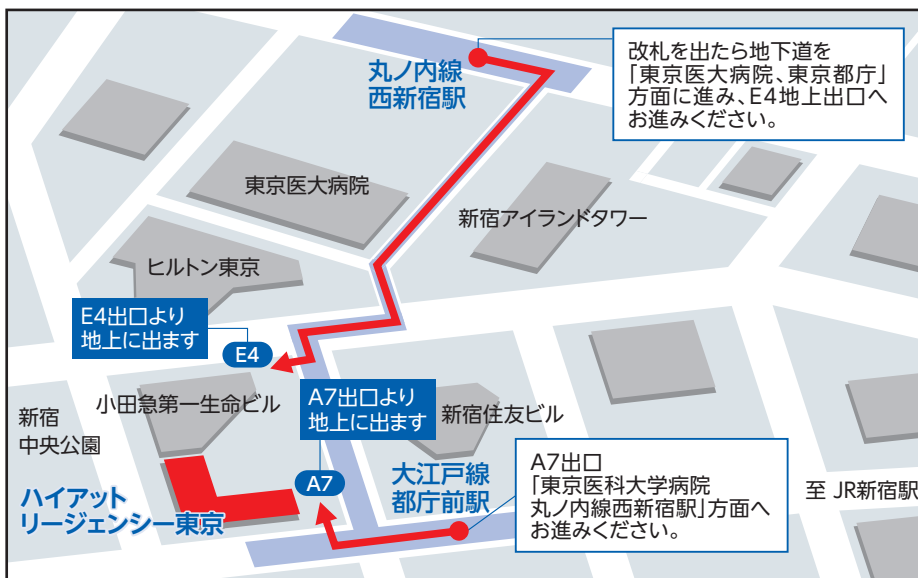 改札を出たら地下道を
「東京医大病院、東京都庁」
方面に進み、E4地上出口へ
お進みください。
丸ノ内線
西新宿駅
東京医大病院
新宿アイランドタワー
ヒルトン東京
E4出口より
地上に出ます
E4
小田急第一生命ビル
A7出口より
地上に出ます
新宿住友ビル
新宿
中央公園
A7
大江戸線
都庁前駅
A7出口
「東京医科大学病院
丸ノ内線西新宿駅」方面へ
お進みください。
至 JR新宿駅
ハイアット
リージェンシー東京